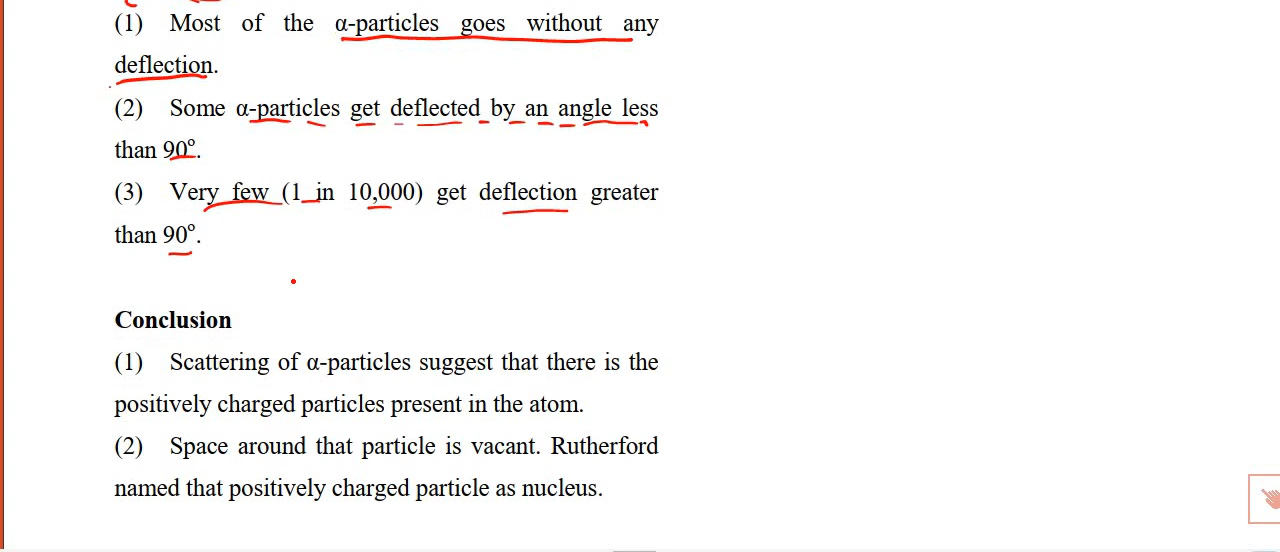 (1) Most of the α-particles goes without any
deflection.
(2) Some α-particles get deflected by an angle less
than 90°.
(3) Very few (1 in 10,000) get deflection greater
than 90°.
Conclusion
(1) Scattering of α-particles suggest that there is the
positively charged particles present in the atom.
(2) Space around that particle is vacant. Rutherford
named that positively charged particle as nucleus.